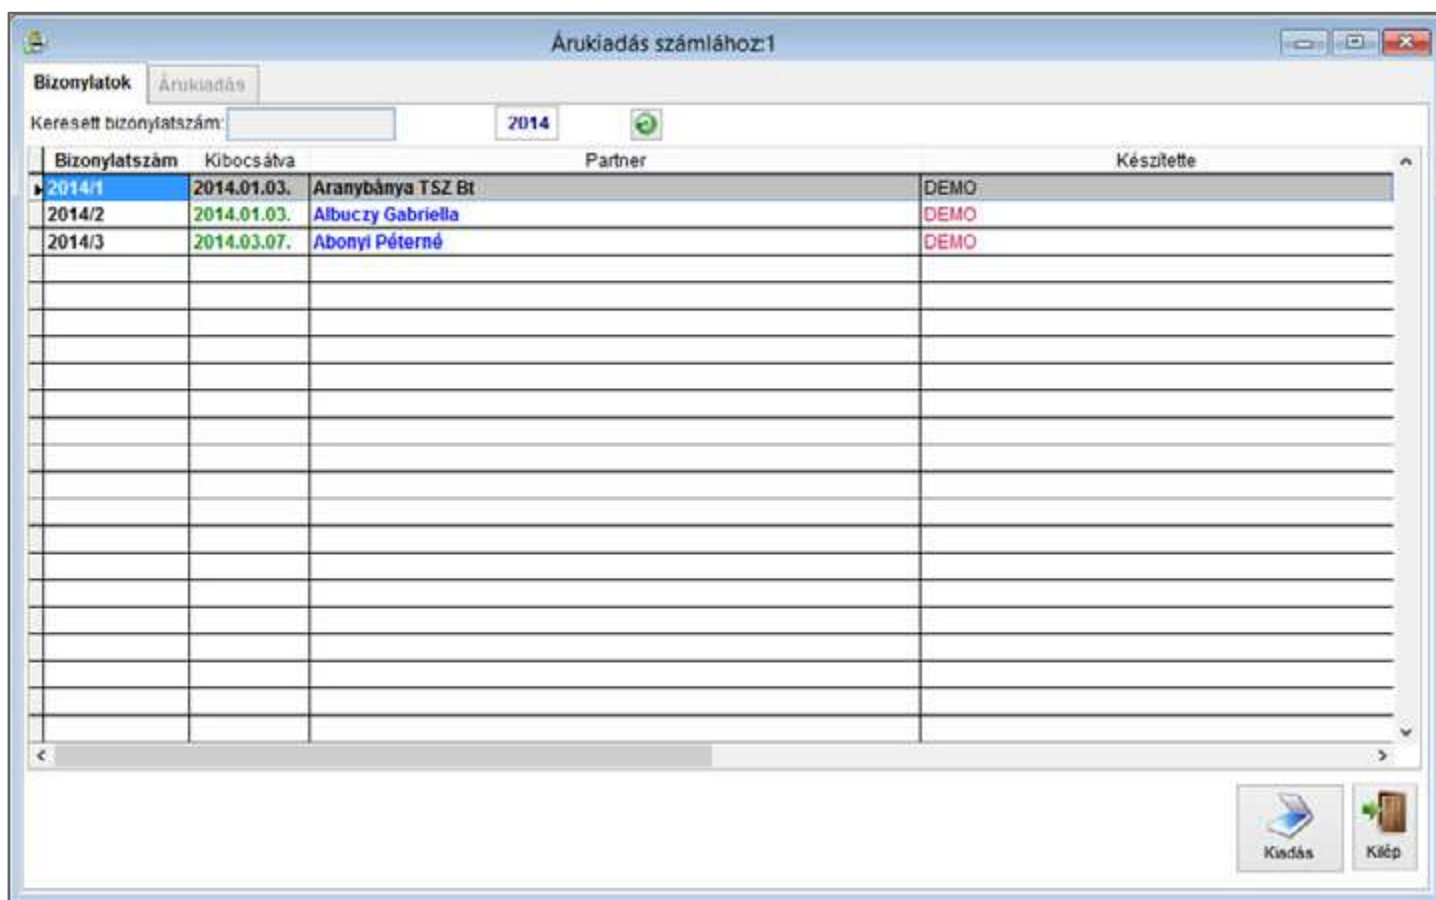 Árukiadás számlához:1
Bizonylatok Árukiadás
Keresett bizonylatszám: 2014
Bizonylatszám Kibocsátva Partner Készítette
2014/1 2014.01.03. Aranybánya TSZ Bt DEMO
2014/2 2014.01.03. Albuczy Gabriella DEMO
2014/3 2014.03.07. Abonyi Péterné DEMO
Kiadás Kilép